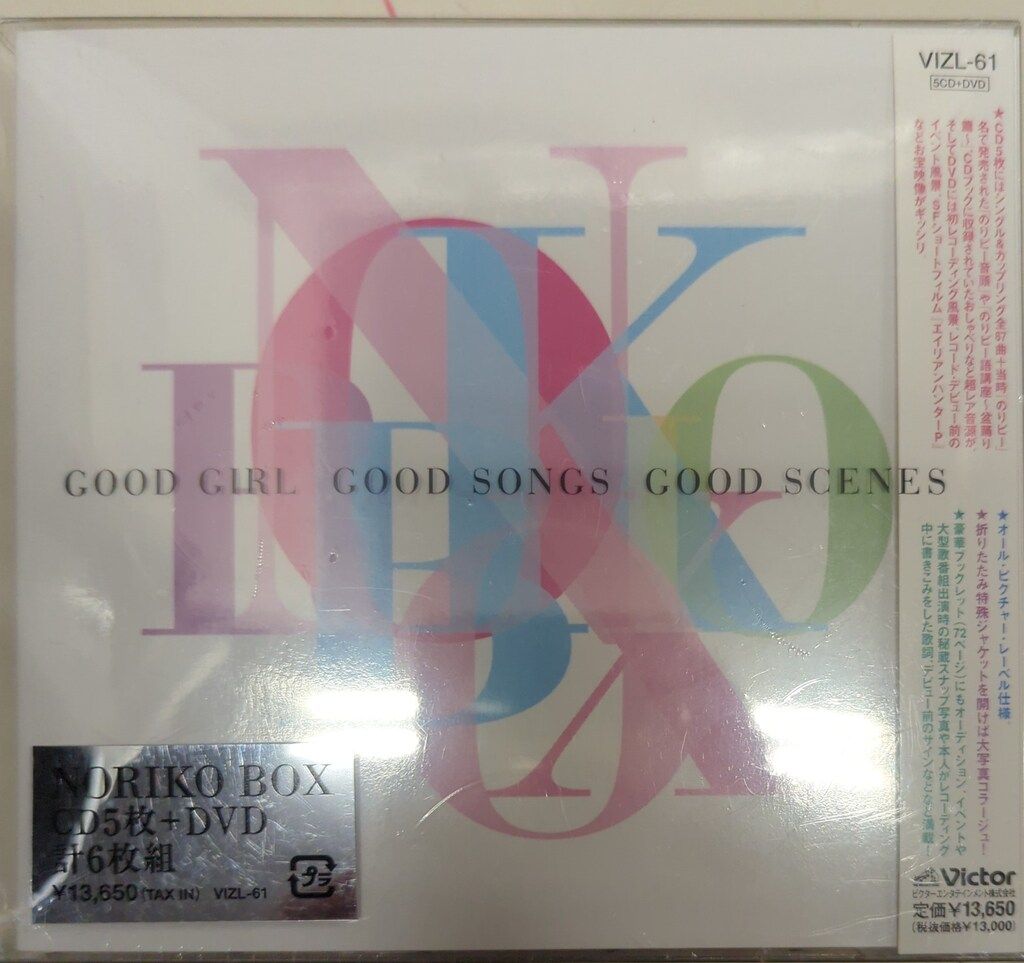 NORIKO
BOX
GOOD GIRL GOOD SONGS GOOD SCENES
NORIKO BOX
CD5枚+DVD
計6枚組
¥13,650(TAX IN) VIZL-61
プラ
VIZL-61
5CD+DVD
★CD5枚にはシングル&カップリング全67曲+当時「のりピー」
名で発売された「のりピー音頭」や「のりピー語講座~盆踊り
篇~」、CDブックに収録されていたおしゃべりなど超レア音源が、
そしてDVDには初レコーディング風景、レコード・デビュー前の
イベント風景、SFショートフィルム『エイリアンハンターP』
などお宝映像がギッシリ
★オール・ピクチャー・レーベル仕様
★折りたたみ特殊ジャケットを開けば大写真コラージュ!
★豪華ブックレット(72ページ)にもオーディション、イベントや
大型歌番組出演時の秘蔵スナップ写真や本人がレコーディング
中に書きこみをした歌詞、デビュー前のサインなどなど満載!
Victor
ビクターエンタテインメント株式会社
定価¥13,650
(税抜価格¥13,000)